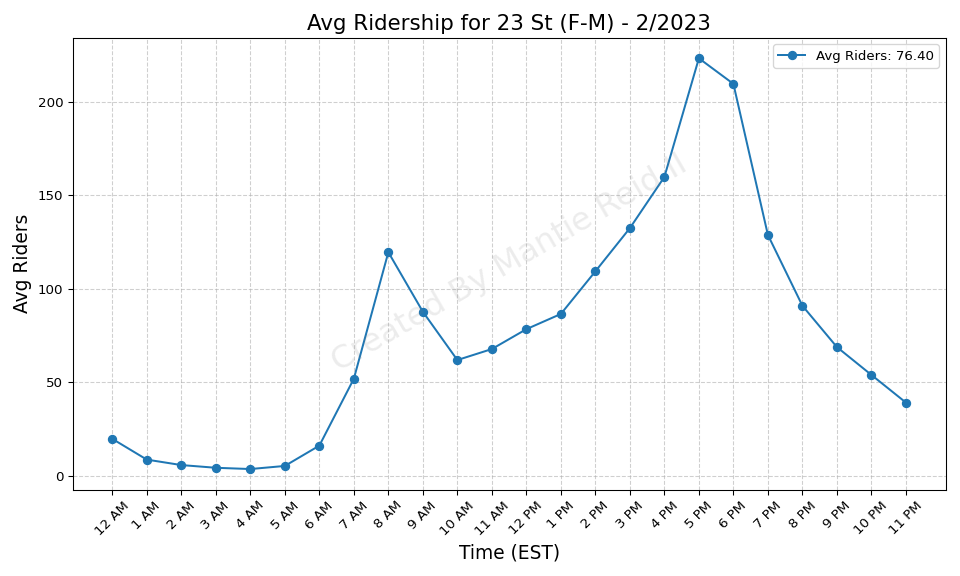 Avg Ridership for 23 St (F-M) - 2/2023
Avg Riders: 76.40
200
150
100
50
0
Avg Riders
Created By Mantie Reid II
12 AM
1 AM
2 AM
3 AM
4 AM
5 AM
6 AM
7 AM
8 AM
9 AM
10 AM
11 AM
12 PM
1 PM
2 PM
3 PM
4 PM
5 PM
6 PM
7 PM
8 PM
9 PM
10 PM
11 PM
Time (EST)